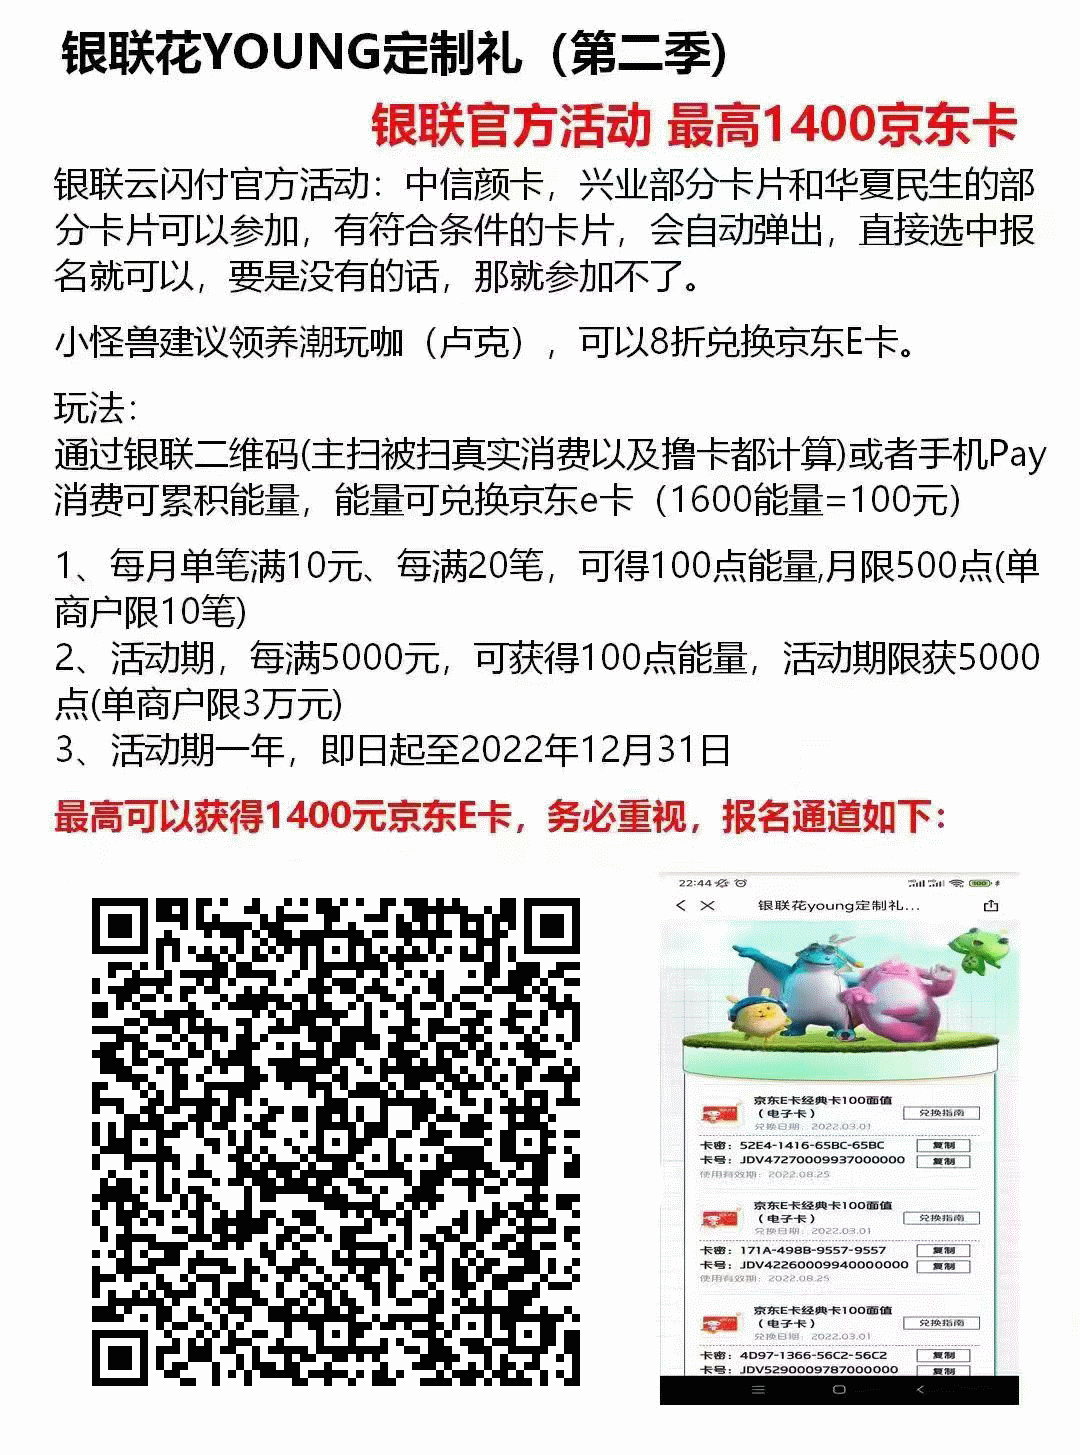 银联花YOUNG定制礼（第二季)
银联官方活动 最高1400京东卡
银联云闪付官方活动：中信颜卡，兴业部分卡片和华夏民生的部
分卡片可以参加，有符合条件的卡片，会自动弹出，直接选中报
名就可以，要是没有的话，那就参加不了。
小怪兽建议领养潮玩咖（卢克），可以8折兑换京东E卡。
玩法：
通过银联二维码(主扫被扫真实消费以及撸卡都计算)或者手机Pay
消费可累积能量，能量可兑换京东e卡（1600能量=100元）
1、每月单笔满10元、每满20笔，可得100点能量,月限500点(单
商户限10笔)
2、活动期，每满5000元，可获得100点能量，活动期限获5000
点(单商户限3万元)
3、活动期一年，即日起至2022年12月31日
最高可以获得1400元京东E卡，务必重视，报名通道如下：
22:44
100
银联花young定制礼...
京东E卡经典卡100面值
（电子卡）
兑换指南
兑换日期：2022.03.01
卡密：52E4-1416-65BC-65BC
复制
卡号：JDV47270009937000000
复制
使用有效期：2022.08.25
京东E卡经典卡100面值
（电子卡）
兑换指南
兑换日期：2022.03.01
卡密：171A-498B-9557-9557
复制
卡号：JDV42260009940000000
复制
使用有效期：2022.08.25
京东E卡经典卡100面值
（电子卡）
兑换指南
兑换日期：2022.03.01
卡密：4D97-1366-56C2-56C2
复制
卡号：JDV5290009787000000
复制